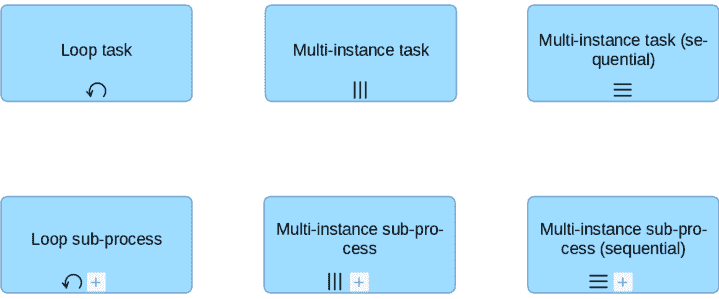 Loop task
Multi-instance task
Multi-instance task (se-
quential)
Loop sub-process
Multi-instance sub-pro-
cess
Multi-instance sub-pro-
cess (sequential)